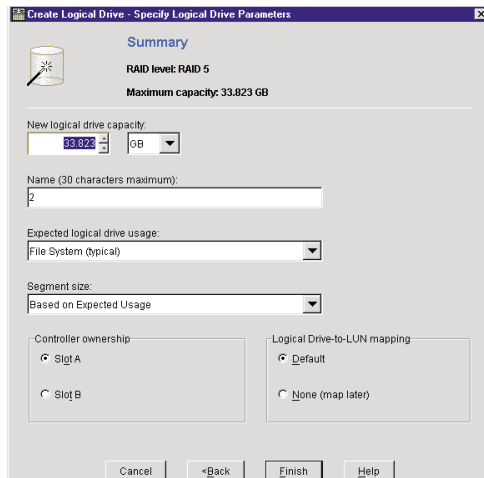 Create Logical Drive - Specify Logical Drive Parameters
Summary
RAID level: RAID 5
Maximum capacity: 33.823 GB
New logical drive capacity:
33.823 GB
Name (30 characters maximum):
2
Expected logical drive usage:
File System (typical)
Segment size:
Based on Expected Usage
Controller ownership
Slot A
Slot B
Logical Drive-to-LUN mapping
Default
None (map later)
Cancel <Back Finish Help